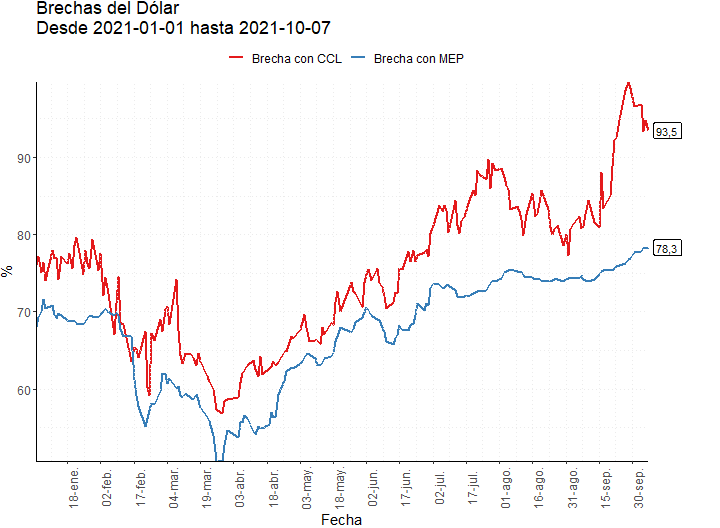 Brechas del Dólar
Desde 2021-01-01 hasta 2021-10-07
Brecha con CCL Brecha con MEP
%
90
80
70
60
93,5
78,3
18-ene.
02-feb.
17-feb.
04-mar.
19-mar.
03-abr.
18-abr.
03-may.
18-may.
02-jun.
17-jun.
02-jul.
17-jul.
01-ago.
16-ago.
31-ago.
15-sep.
30-sep.
Fecha